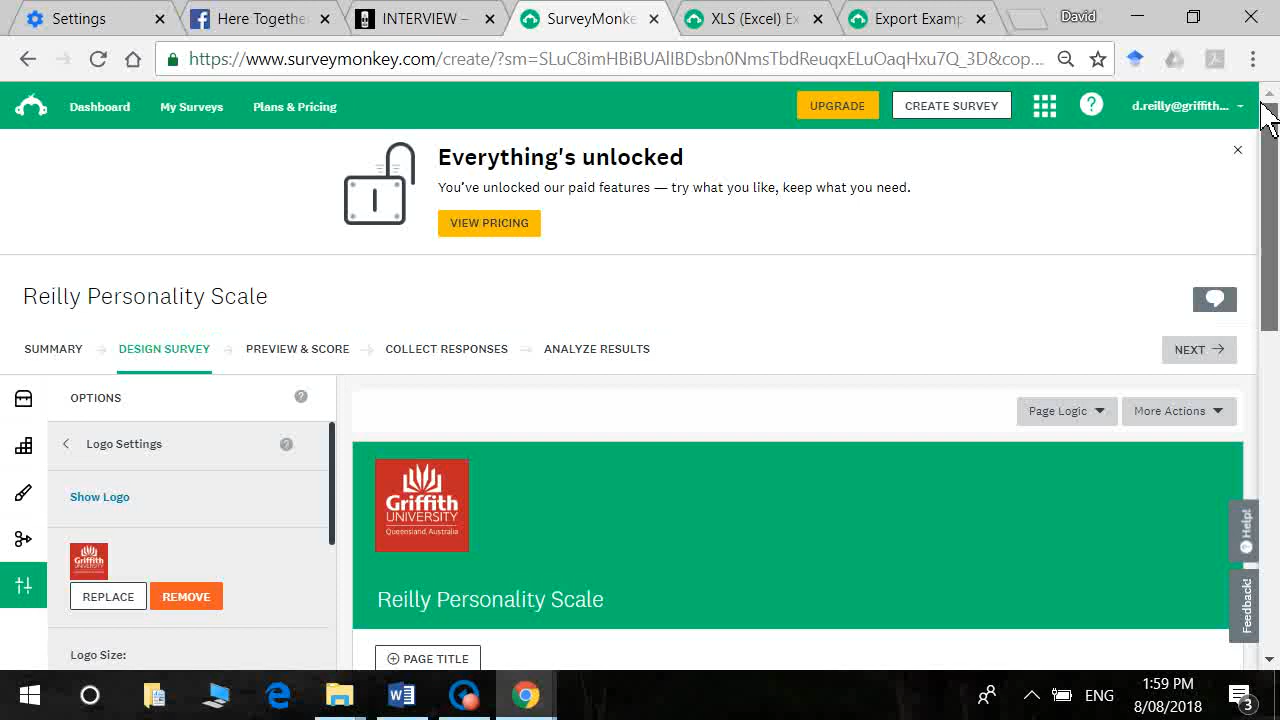 Settings
Here Togethe
INTERVIEW –
SurveyMonke
XLS (Excel) E
Export Examp
David
https://www.surveymonkey.com/create/?sm=SLuC8imHBiBUAllBDsbn0NmsTbdReuqxELuOaqHxu7Q_3D&cop...
Dashboard
My Surveys
Plans & Pricing
UPGRADE
CREATE SURVEY
?
d.reilly@griffith...
Everything's unlocked
You've unlocked our paid features — try what you like, keep what you need.
VIEW PRICING
Reilly Personality Scale
SUMMARY
DESIGN SURVEY
PREVIEW & SCORE
COLLECT RESPONSES
ANALYZE RESULTS
NEXT
OPTIONS
?
Page Logic
More Actions
Logo Settings
?
Show Logo
Griffith
UNIVERSITY
Queensland, Australia
Griffith
UNIVERSITY
REPLACE
REMOVE
Reilly Personality Scale
Help!
Feedback!
Logo Size:
PAGE TITLE
ENG
1:59 PM
8/08/2018
3